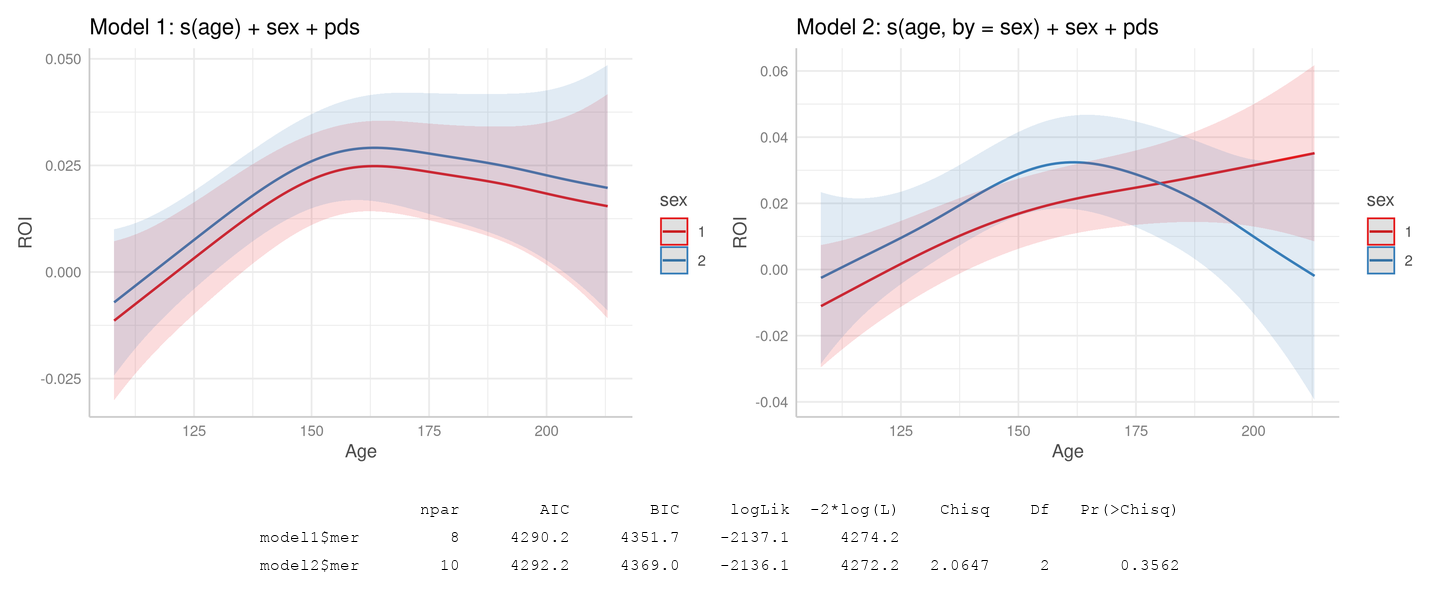 Model 1: s(age) + sex + pds
0.050
0.025
0.000
-0.025
ROI
125 150 175 200
Age
sex
1
2
Model 2: s(age, by = sex) + sex + pds
0.06
0.04
0.02
0.00
-0.02
-0.04
ROI
125 150 175 200
Age
sex
1
2
npar AIC BIC logLik -2*log(L) Chisq Df Pr(>Chisq)
model1$mer 8 4290.2 4351.7 -2137.1 4274.2
model2$mer 10 4292.2 4369.0 -2136.1 4272.2 2.0647 2 0.3562